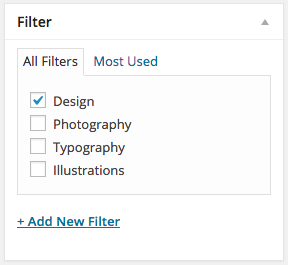 Filter
All Filters Most Used
Design
Photography
Typography
Illustrations
+ Add New Filter